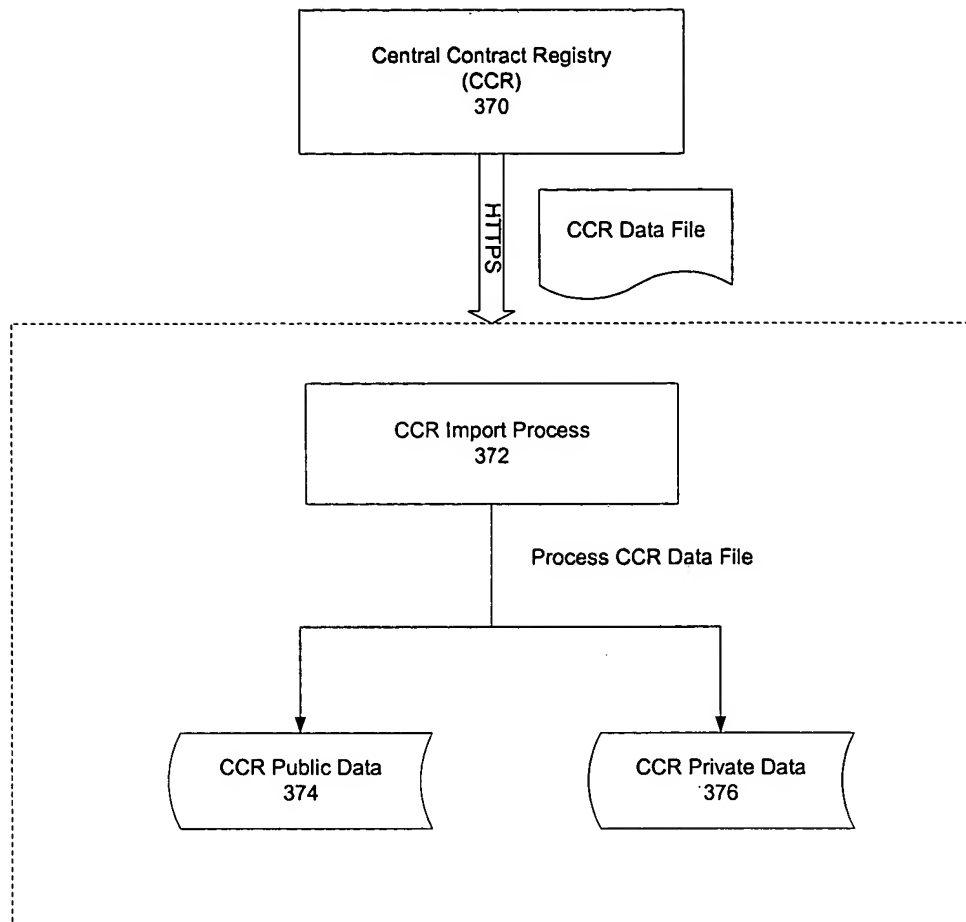 Central Contract Registry
(CCR)
370
HTTPS
CCR Data File
CCR Import Process
372
Process CCR Data File
CCR Public Data
374
CCR Private Data
376